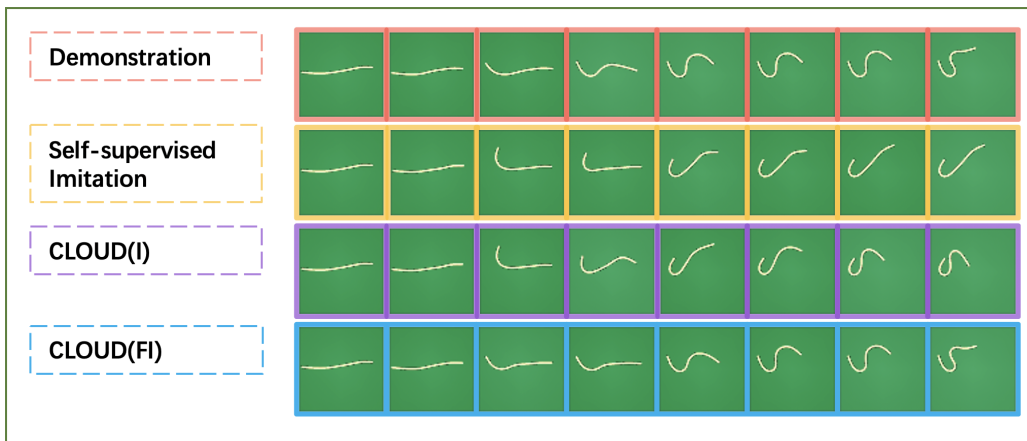 Demonstration
Self-supervised
Imitation
CLOUD(I)
CLOUD(FI)